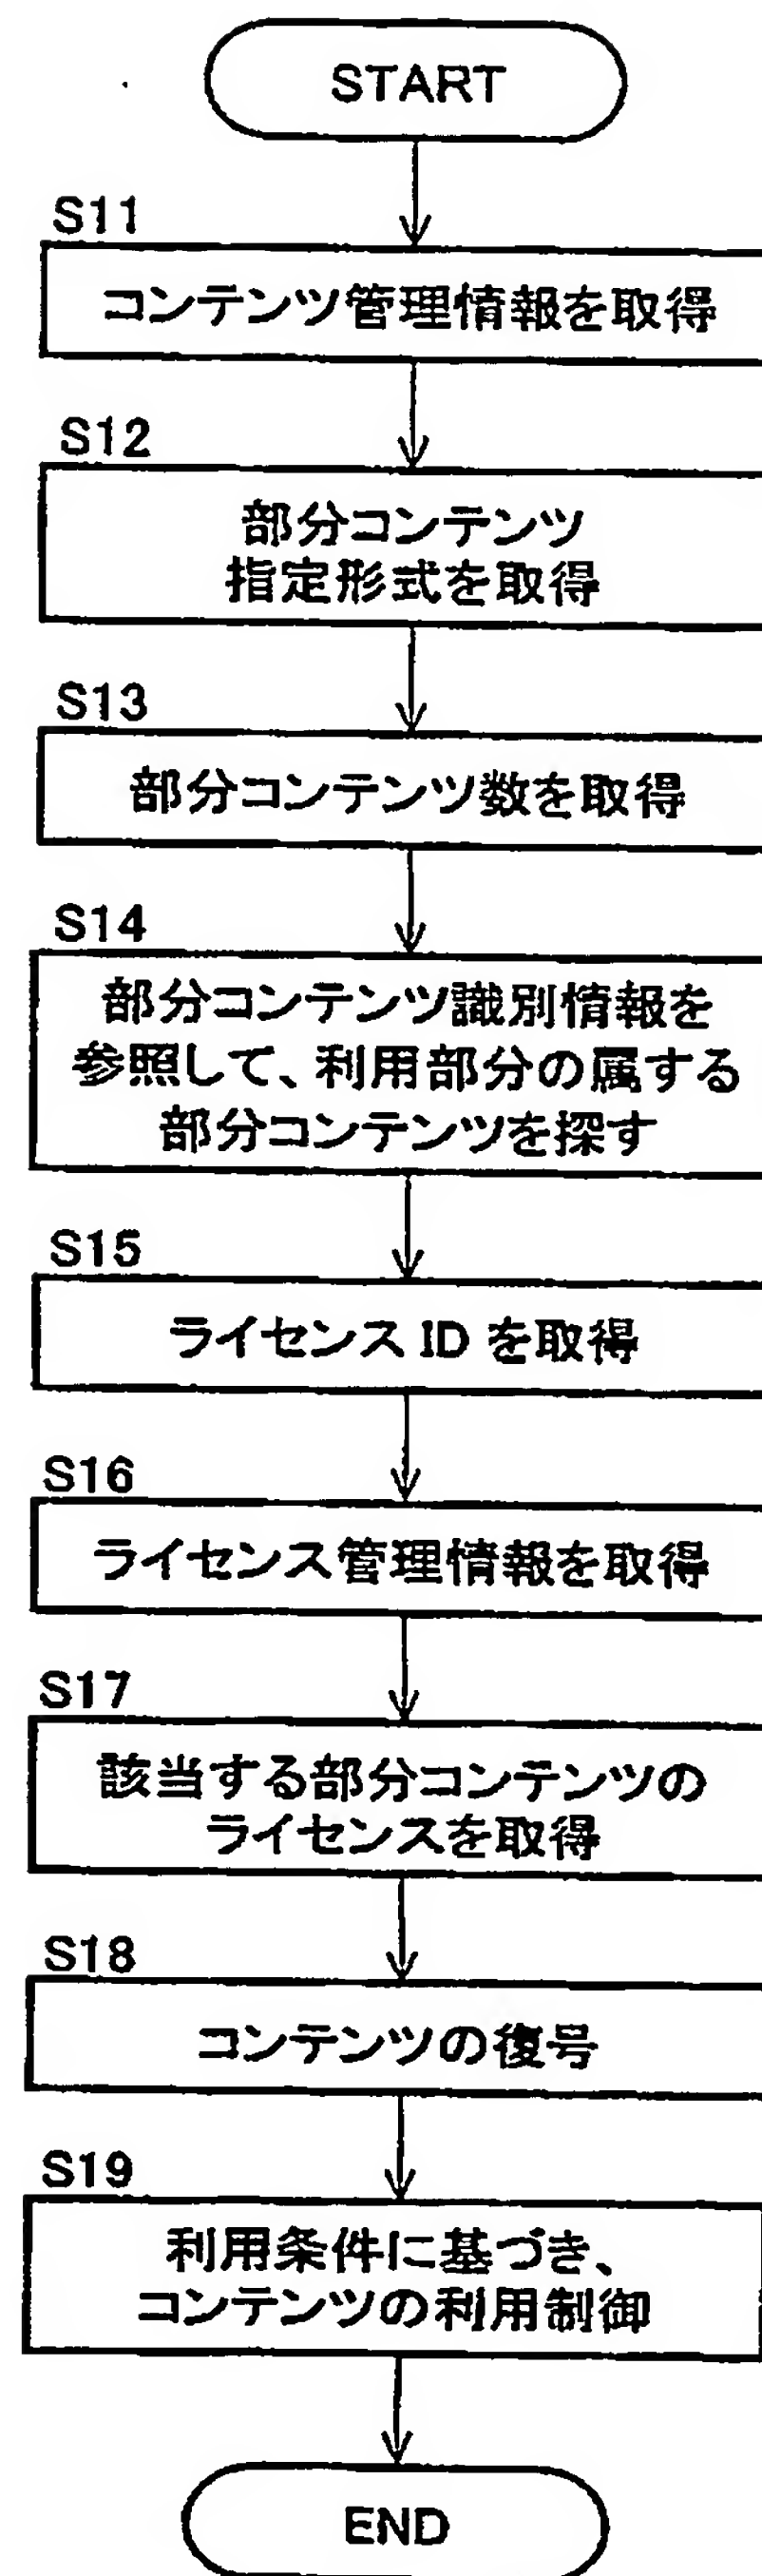 START
S11
コンテンツ管理情報を取得
S12
部分コンテンツ
指定形式を取得
S13
部分コンテンツ数を取得
S14
部分コンテンツ識別情報を
参照して、利用部分の属する
部分コンテンツを探す
S15
ライセンス ID を取得
S16
ライセンス管理情報を取得
S17
該当する部分コンテンツの
ライセンスを取得
S18
コンテンツの復号
S19
利用条件に基づき、
コンテンツの利用制御
END